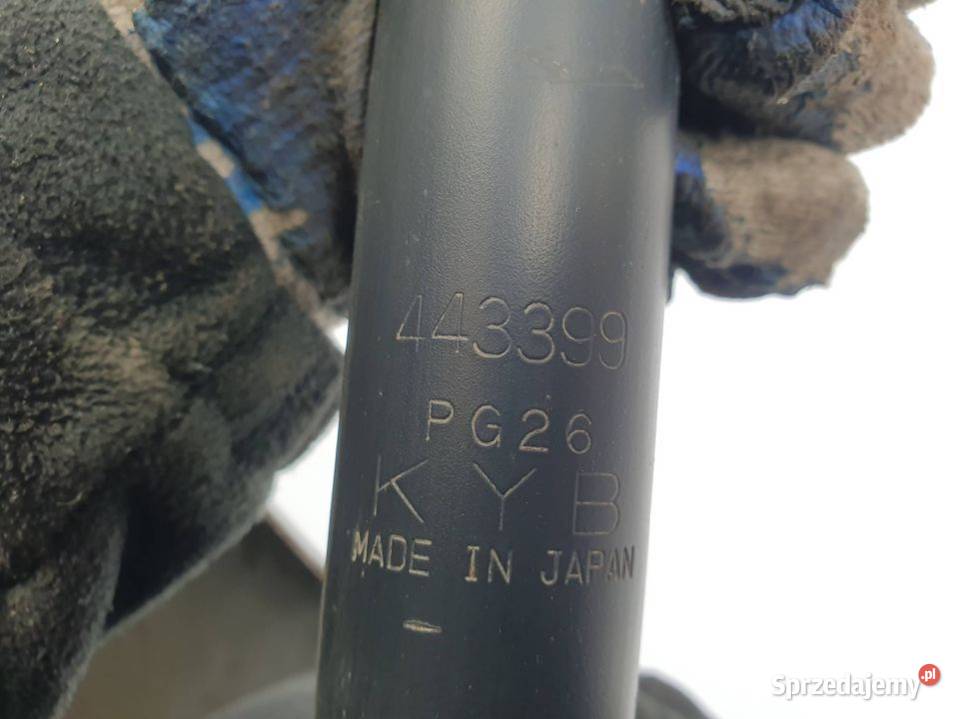 443399
PG26
KYB
MADE IN JAPAN
Sprzedajemy.pl